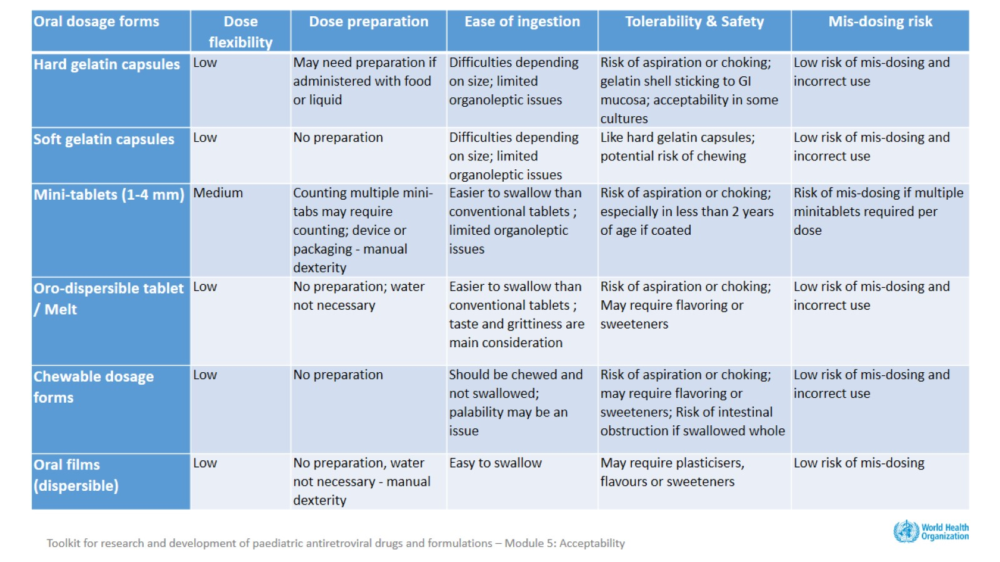 Oral dosage forms
Dose
flexibility
Dose preparation
Ease of ingestion
Tolerability & Safety
Mis-dosing risk
Hard gelatin capsules
Low
May need preparation if
administered with food
or liquid
Difficulties depending
on size; limited
organoleptic issues
Risk of aspiration or choking;
gelatin shell sticking to GI
mucosa; acceptability in some
cultures
Low risk of mis-dosing and
incorrect use
Soft gelatin capsules
Low
No preparation
Difficulties depending
on size; limited
organoleptic issues
Like hard gelatin capsules;
potential risk of chewing
Low risk of mis-dosing and
incorrect use
Mini-tablets (1-4 mm)
Medium
Counting multiple mini-
tabs may require
counting; device or
packaging - manual
dexterity
Easier to swallow than
conventional tablets ;
limited organoleptic
issues
Risk of aspiration or choking;
especially in less than 2 years
of age if coated
Risk of mis-dosing if multiple
minitablets required per
dose
Oro-dispersible tablet
/ Melt
Low
No preparation; water
not necessary
Easier to swallow than
conventional tablets ;
taste and grittiness are
main consideration
Risk of aspiration or choking;
May require flavoring or
sweeteners
Low risk of mis-dosing and
incorrect use
Chewable dosage
forms
Low
No preparation
Should be chewed and
not swallowed;
palability may be an
issue
Risk of aspiration or choking;
may require flavoring or
sweeteners; Risk of intestinal
obstruction if swallowed whole
Low risk of mis-dosing and
incorrect use
Oral films
(dispersible)
Low
No preparation, water
not necessary - manual
dexterity
Easy to swallow
May require plasticisers,
flavours or sweeteners
Low risk of mis-dosing
World Health
Organization
Toolkit for research and development of paediatric antiretroviral drugs and formulations – Module 5: Acceptability